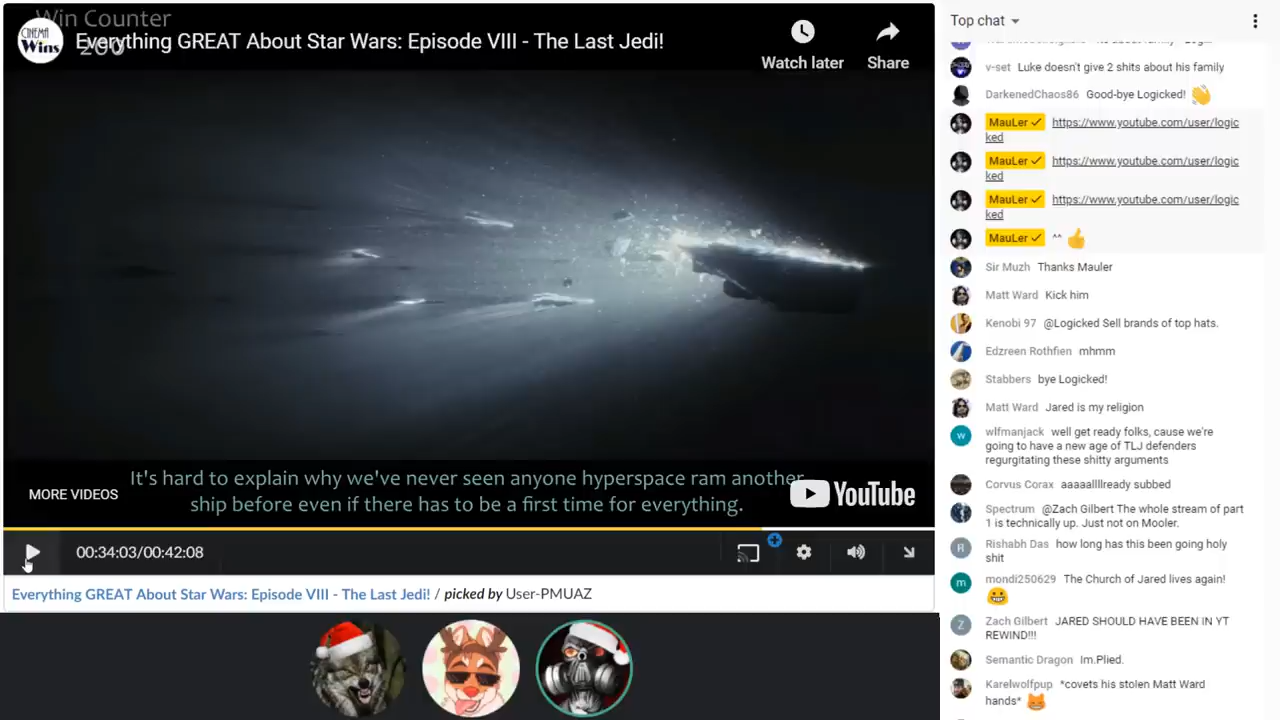 Win Counter
200
CINEMA
Wins
Everything GREAT About Star Wars: Episode VIII - The Last Jedi!
Watch later
Share
It's hard to explain why we've never seen anyone hyperspace ram another
ship before even if there has to be a first time for everything.
MORE VIDEOS
YouTube
00:34:03/00:42:08
Everything GREAT About Star Wars: Episode VIII - The Last Jedi! / picked by User-PMUAZ
Top chat
v-set Luke doesn't give 2 shits about his family
DarkenedChaos86 Good-bye Logicked! 👋
MauLer ✓ https://www.youtube.com/user/logic
ked
MauLer ✓ https://www.youtube.com/user/logic
ked
MauLer ✓ https://www.youtube.com/user/logic
ked
MauLer ✓ ^^ 👍
Sir Muzh Thanks Mauler
Matt Ward Kick him
Kenobi 97 @Logicked Sell brands of top hats.
Edzreen Rothfien mhmm
Stabbers bye Logicked!
Matt Ward Jared is my religion
w
wlfmanjack well get ready folks, cause we're
going to have a new age of TLJ defenders
regurgitating these shitty arguments
Corvus Corax aaaaallllready subbed
Spectrum @Zach Gilbert The whole stream of part
1 is technically up. Just not on Mooler.
R
Rishabh Das how long has this been going holy
shit
m
mondi250629 The Church of Jared lives again!
😁
Z
Zach Gilbert JARED SHOULD HAVE BEEN IN YT
REWIND!!!
Semantic Dragon Im.Plied.
Karelwolfpup *covets his stolen Matt Ward
hands* 😸